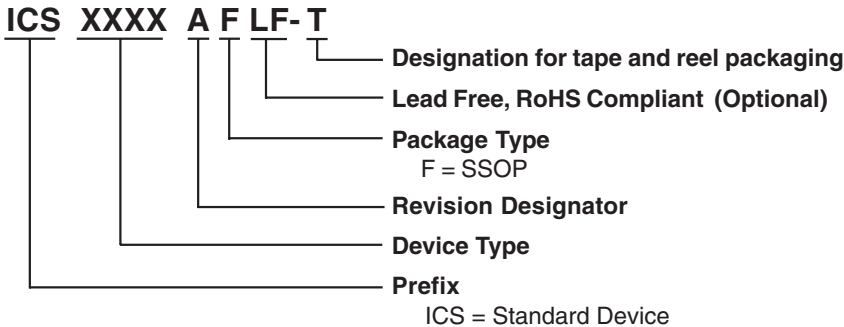 ICS XXXX A F LF- T
Designation for tape and reel packaging
Lead Free, RoHS Compliant (Optional)
Package Type
F = SSOP
Revision Designator
Device Type
Prefix
ICS = Standard Device